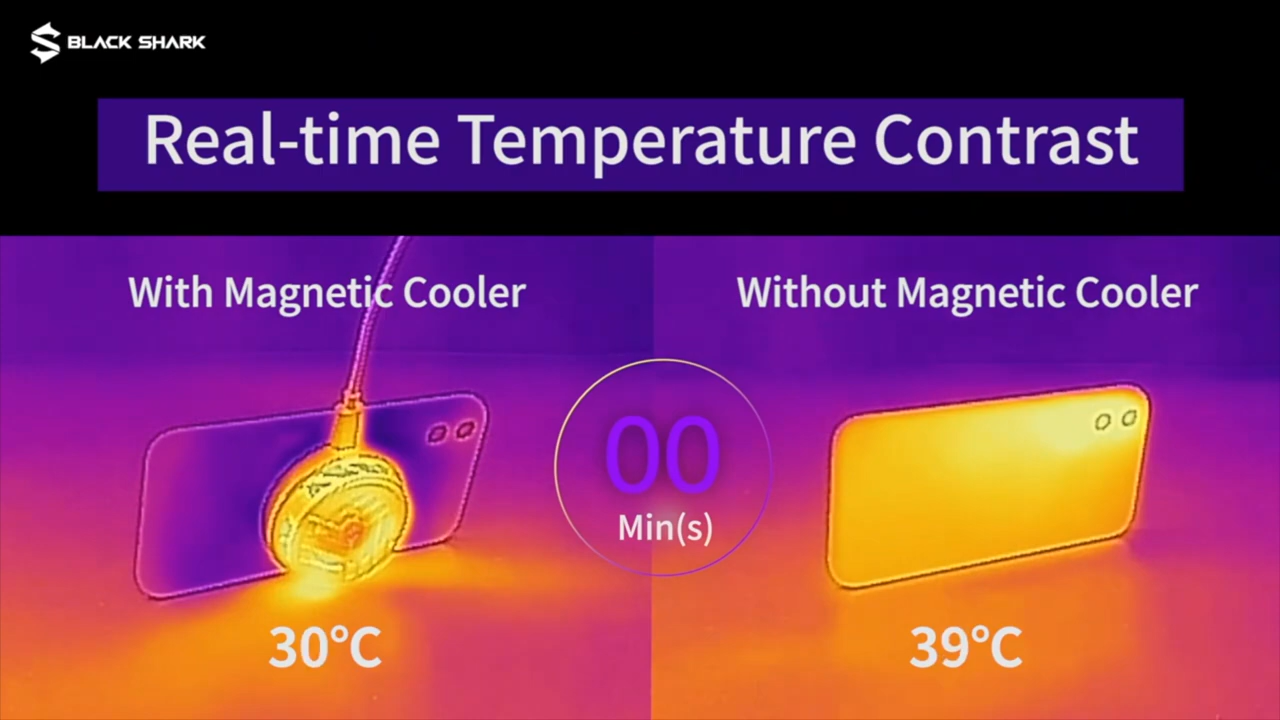 BLACK SHARK
Real-time Temperature Contrast
With Magnetic Cooler
Without Magnetic Cooler
00
Min(s)
30°C
39°C